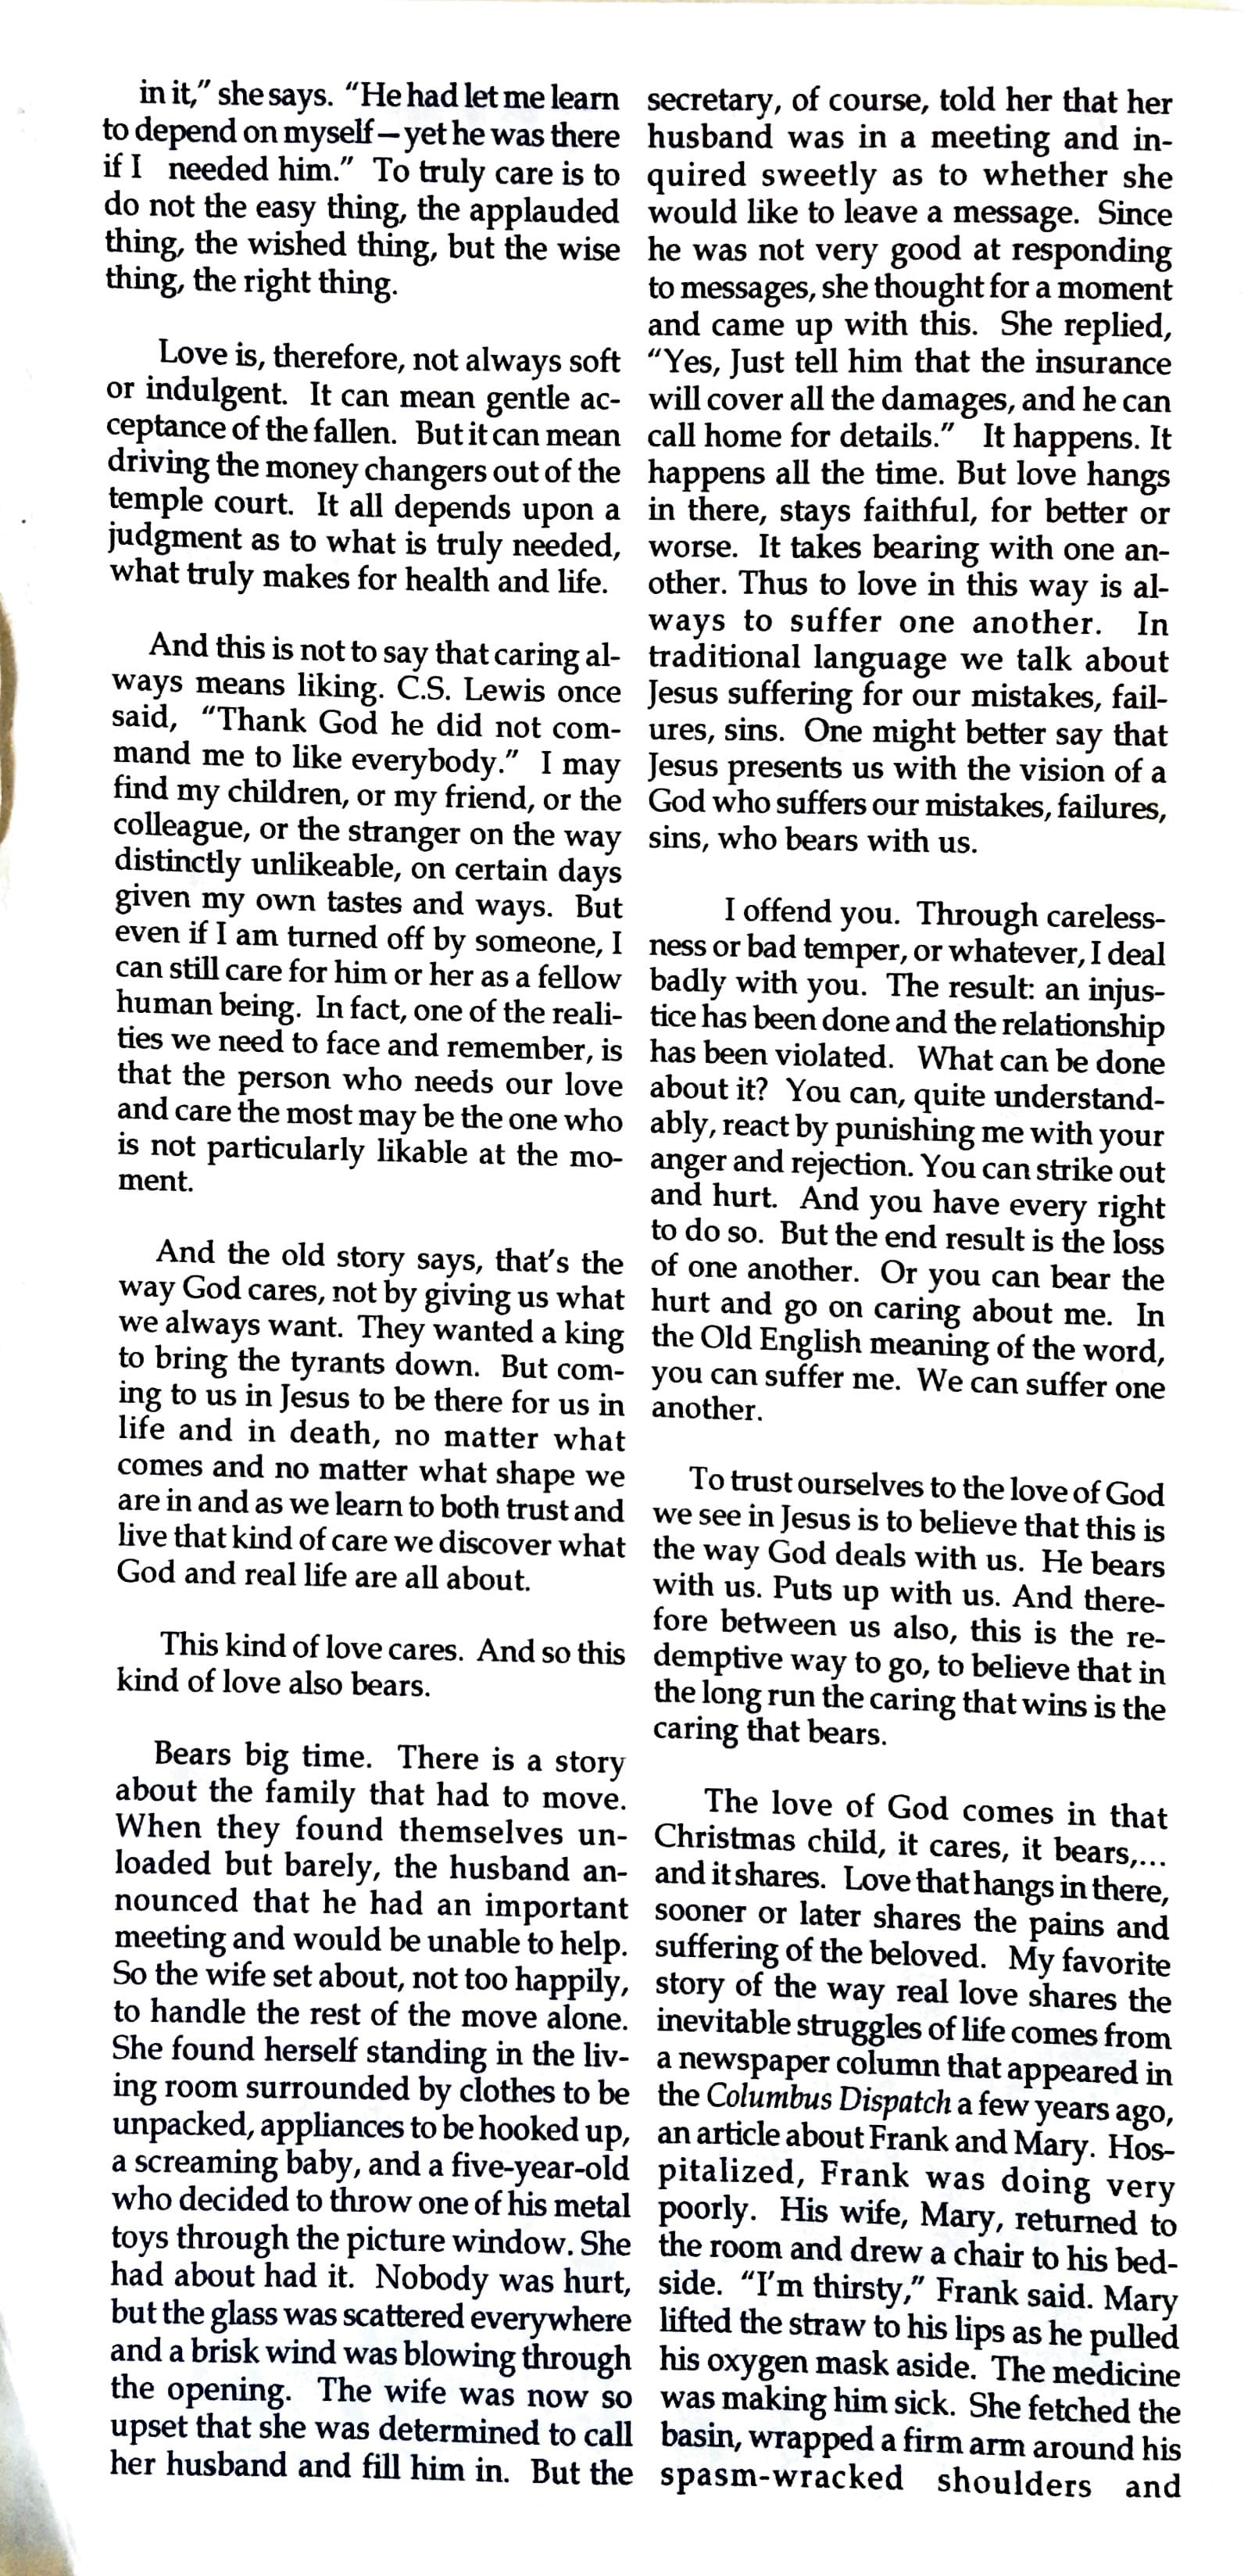 in it,” she says. “He had let me learn
to depend on myself—yet he was there
if I needed him.” To truly care is to
do not the easy thing, the applauded
thing, the wished thing, but the wise
thing, the right thing.
Love is, therefore, not always soft
or indulgent. It can mean gentle ac-
ceptance of the fallen. But it can mean
driving the money changers out of the
temple court. It all depends upon a
judgment as to what is truly needed,
what truly makes for health and life.
And this is not to say that caring al-
ways means liking. C.S. Lewis once
said, “Thank God he did not com-
mand me to like everybody.” I may
find my children, or my friend, or the
colleague, or the stranger on the way
distinctly unlikeable, on certain days
given my own tastes and ways. But
even if I am turned off by someone, I
can still care for him or her as a fellow
human being. In fact, one of the reali-
ties we need to face and remember, is
that the person who needs our love
and care the most may be the one who
is not particularly likable at the mo-
ment.
And the old story says, that's the
way God cares, not by giving us what
we always want. They wanted a king
to bring the tyrants down. But com-
ing to us in Jesus to be there for us in
life and in death, no matter what
comes and no matter what shape we
are in and as we learn to both trust and
live that kind of care we discover what
God and real life are all about.
This kind of love cares. And so this
kind of love also bears.
Bears big time. There is a story
about the family that had to move.
When they found themselves un-
loaded but barely, the husband an-
nounced that he had an important
meeting and would be unable to help.
So the wife set about, not too happily,
to handle the rest of the move alone.
She found herself standing in the liv-
ing room surrounded by clothes to be
unpacked, appliances to be hooked up,
a screaming baby, and a five-year-old
who decided to throw one of his metal
toys through the picture window. She
had about had it. Nobody was hurt,
but the glass was scattered everywhere
and a brisk wind was blowing through
the opening. The wife was now so
upset that she was determined to call
her husband and fill him in. But the
secretary, of course, told her that her
husband was in a meeting and in-
quired sweetly as to whether she
would like to leave a message. Since
he was not very good at responding
to messages, she thought for a moment
and came up with this. She replied,
“Yes, Just tell him that the insurance
will cover all the damages, and he can
call home for details.” It happens. It
happens all the time. But love hangs
in there, stays faithful, for better or
worse. It takes bearing with one an-
other. Thus to love in this way is al-
ways to suffer one another. In
traditional language we talk about
Jesus suffering for our mistakes, fail-
ures, sins. One might better say that
Jesus presents us with the vision of a
God who suffers our mistakes, failures,
sins, who bears with us.
I offend you. Through careless-
ness or bad temper, or whatever, I deal
badly with you. The result: an injus-
tice has been done and the relationship
has been violated. What can be done
about it? You can, quite understand-
ably, react by punishing me with your
anger and rejection. You can strike out
and hurt. And you have every right
to do so. But the end result is the loss
of one another. Or you can bear the
hurt and go on caring about me. In
the Old English meaning of the word,
you can suffer me. We can suffer one
another.
To trust ourselves to the love of God
we see in Jesus is to believe that this is
the way God deals with us. He bears
with us. Puts up with us. And there-
fore between us also, this is the re-
demptive way to go, to believe that in
the long run the caring that wins is the
caring that bears.
The love of God comes in that
Christmas child, it cares, it bears,...
and it shares. Love that hangs in there,
sooner or later shares the pains and
suffering of the beloved. My favorite
story of the way real love shares the
inevitable struggles of life comes from
a newspaper column that appeared in
the Columbus Dispatch a few years ago,
an article about Frank and Mary. Hos-
pitalized, Frank was doing very
poorly. His wife, Mary, returned to
the room and drew a chair to his bed-
side. “I'm thirsty,” Frank said. Mary
lifted the straw to his lips as he pulled
his oxygen mask aside. The medicine
was making him sick. She fetched the
basin, wrapped a firm arm around his
spasm-wracked shoulders and